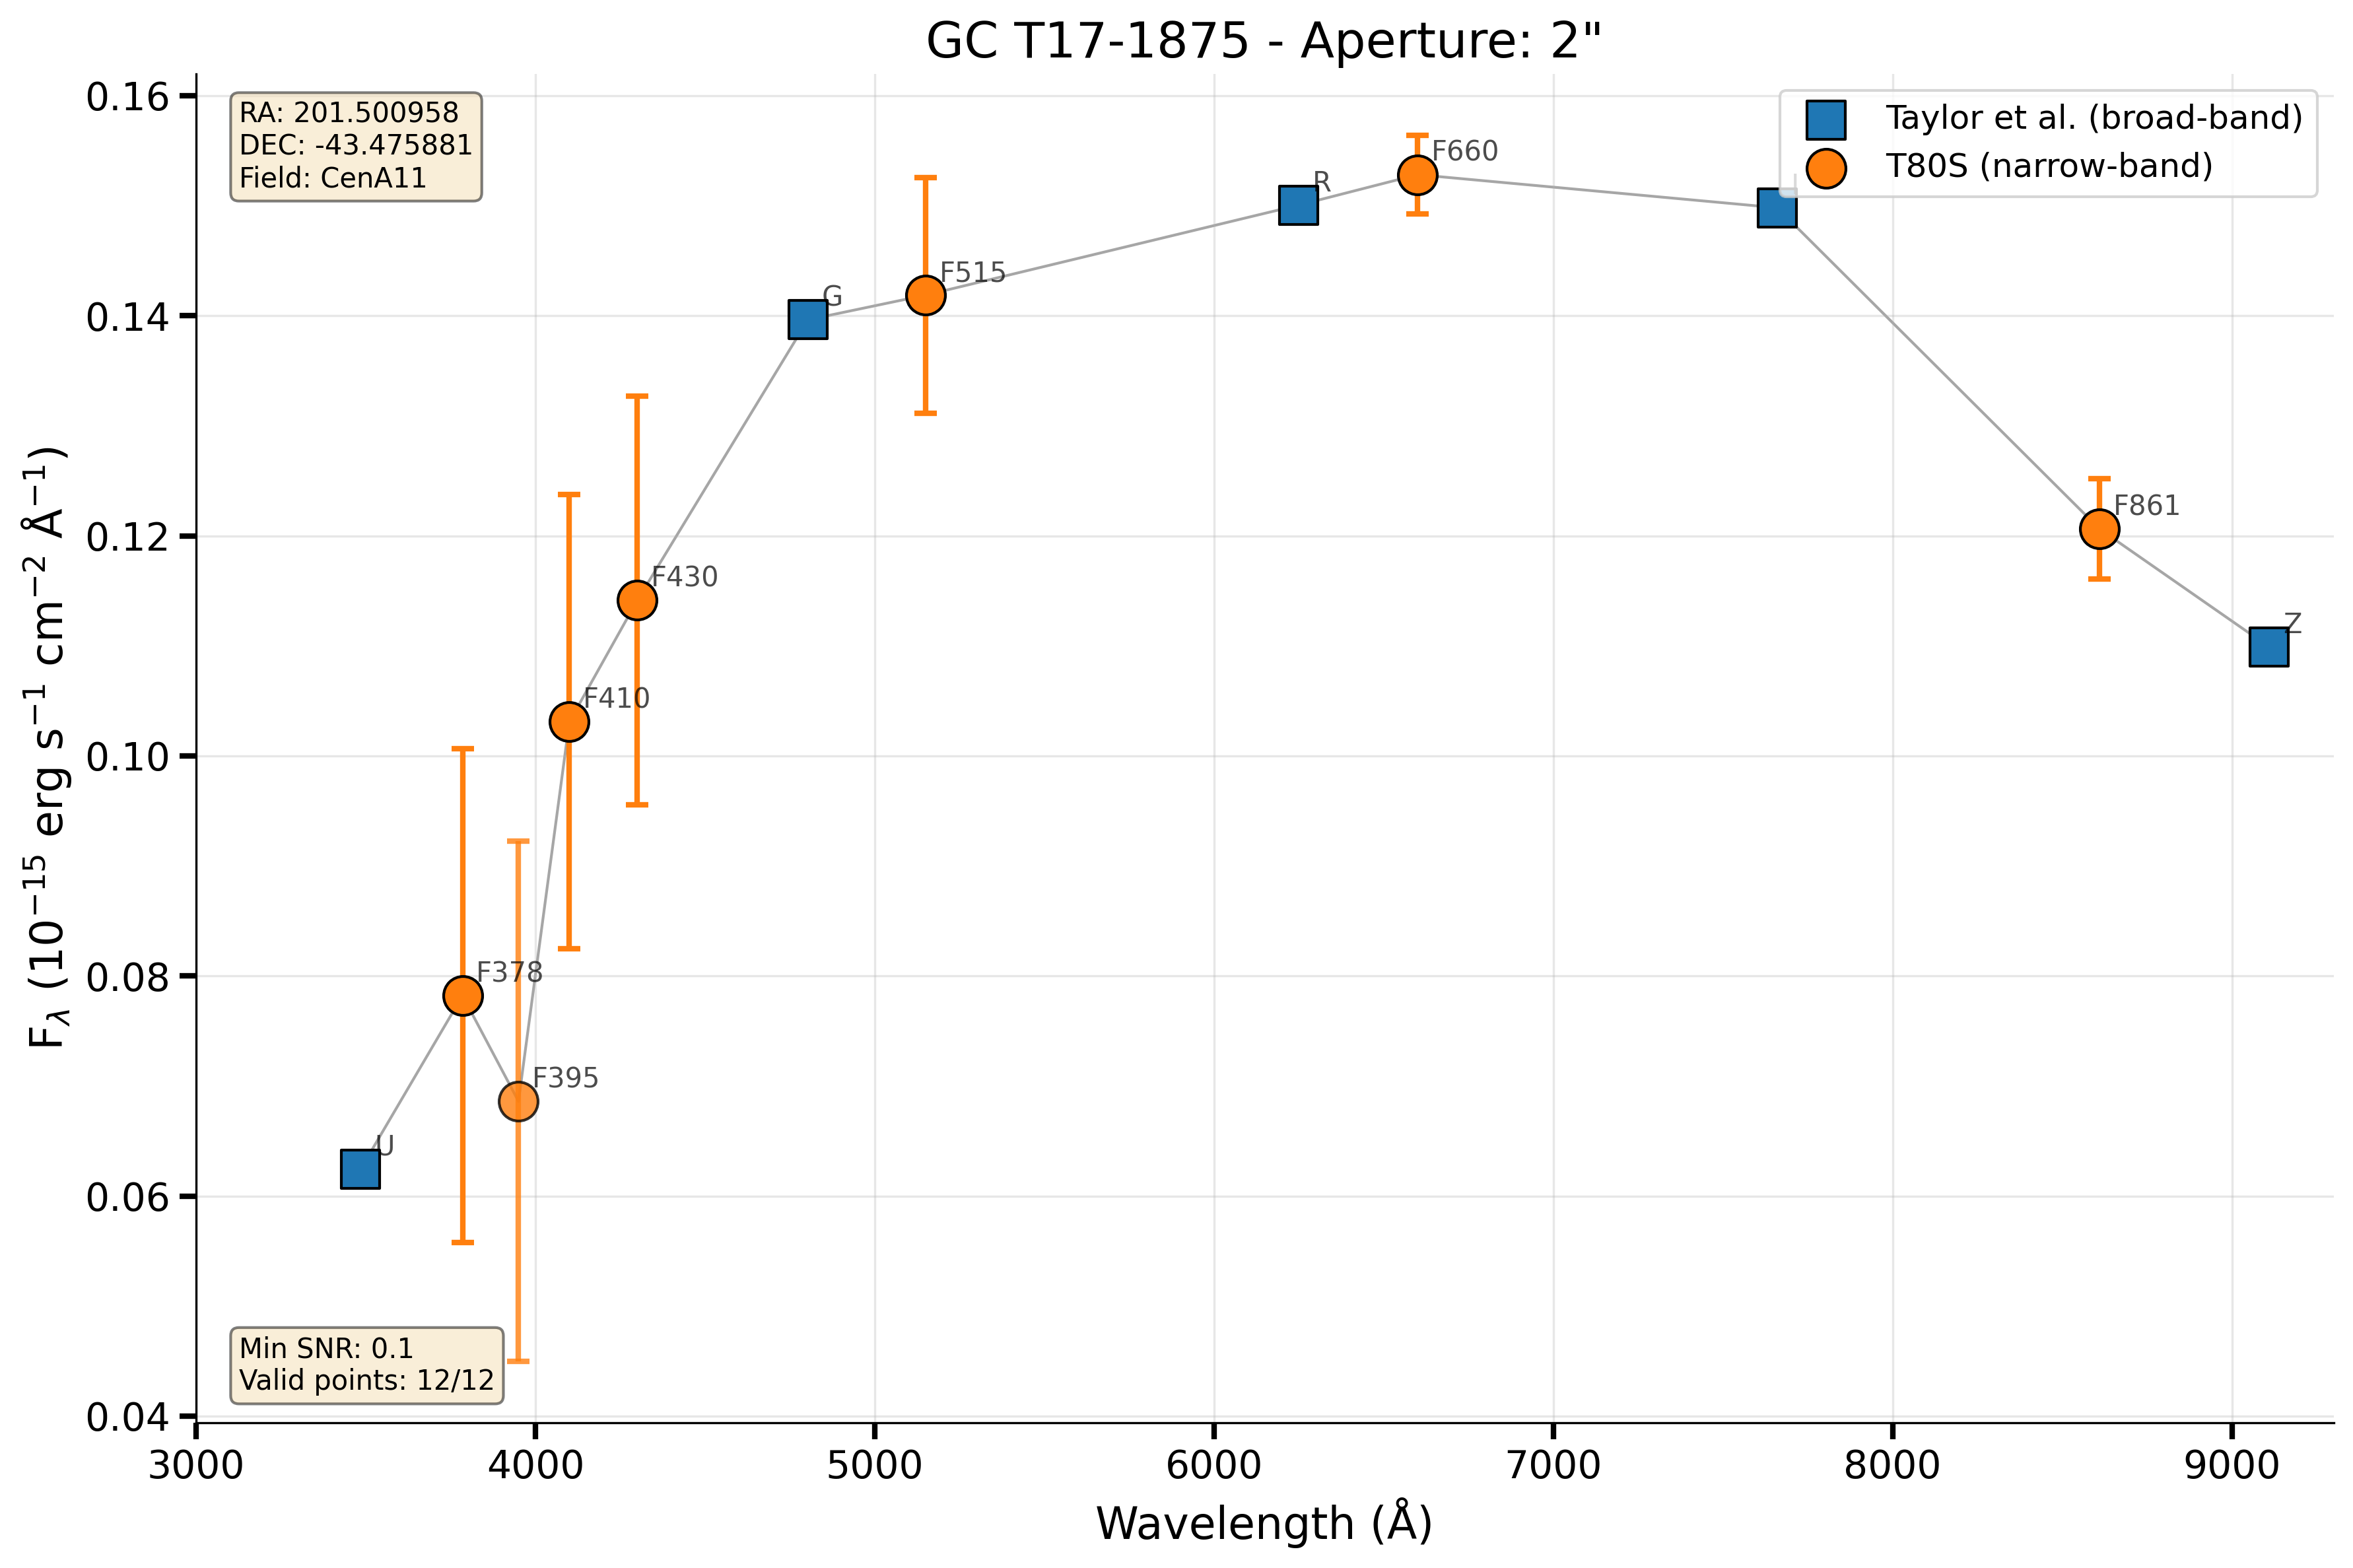 GC T17-1875 - Aperture: 2"
RA: 201.500958
DEC: -43.475881
Field: CenA11
Taylor et al. (broad-band)
T80S (narrow-band)
F660
R
F515
G
F861
F430
Z
F410
F378
F395
U
Min SNR: 0.1
Valid points: 12/12
F_λ (10⁻¹⁵ erg s⁻¹ cm⁻² Å⁻¹)
0.16
0.14
0.12
0.10
0.08
0.06
0.04
3000 4000 5000 6000 7000 8000 9000
Wavelength (Å)